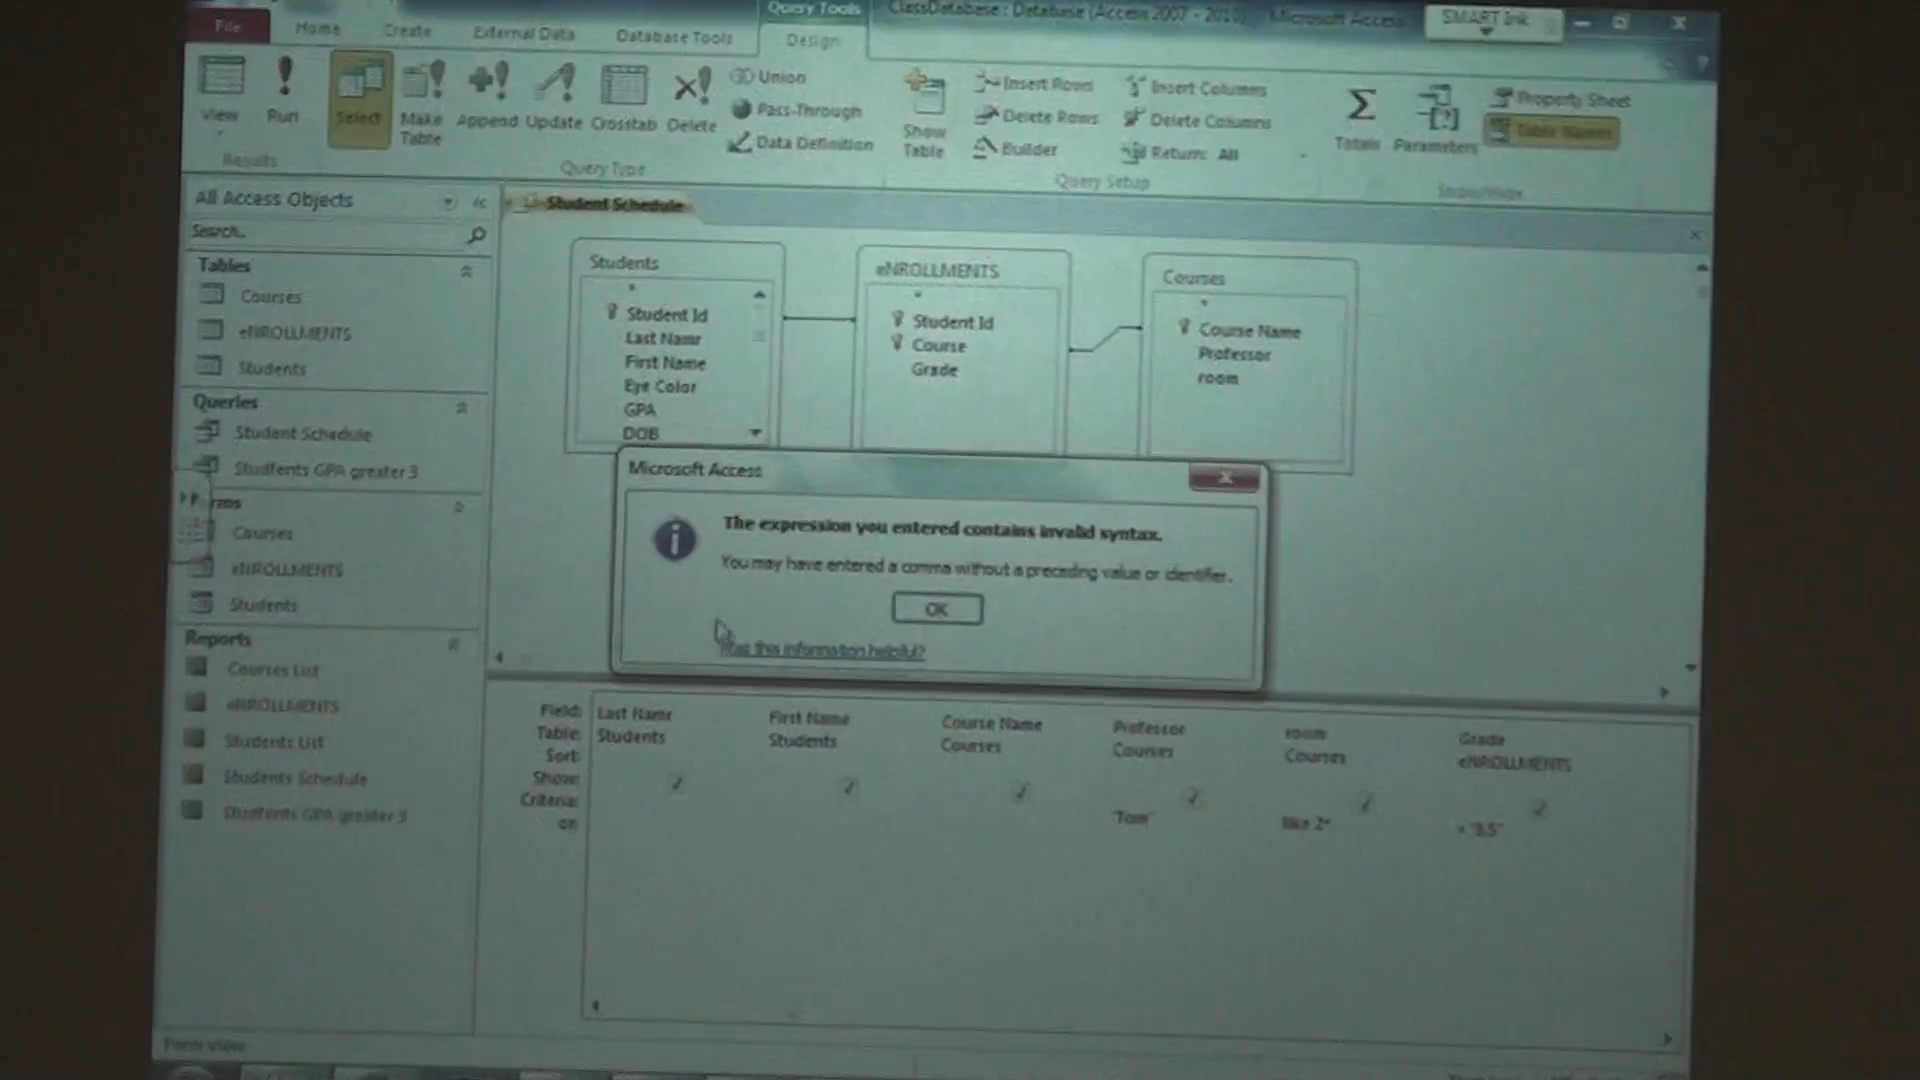 Query Tools
ClassDatabase : Database (Access 2007 - 2010) Microsoft Access
SMART Ink
File Home Create External Data Database Tools Design
View Run Select Make Table Append Update Crosstab Delete
Union
Pass-Through
Data Definition
Show Table
Insert Rows
Delete Rows
Builder
Insert Columns
Delete Columns
Return: All
Totals Parameters
Property Sheet
Table Names
Results
Query Type
Query Setup
All Access Objects
Search..
Tables
Courses
eNROLLMENTS
Students
Queries
Student Schedule
Studfents GPA greater 3
Courses
eNROLLMENTS
Students
Reports
Courses List
eNROLLMENTS
Students List
Students Schedule
Studfents GPA greater 3
Form View
Student Schedule
Students
*
Student Id
Last Namr
First Name
Eye Color
GPA
DOB
eNROLLMENTS
*
Student Id
Course
Grade
Courses
*
Course Name
Professor
room
Microsoft Access
The expression you entered contains invalid syntax.
You may have entered a comma without a preceding value or identifier.
OK
Was this information helpful?
Field: Last Namr First Name Course Name Professor room Grade
Table: Students Students Courses Courses Courses eNROLLMENTS
Sort:
Show:
Criteria: "Tom" like 2*
or: